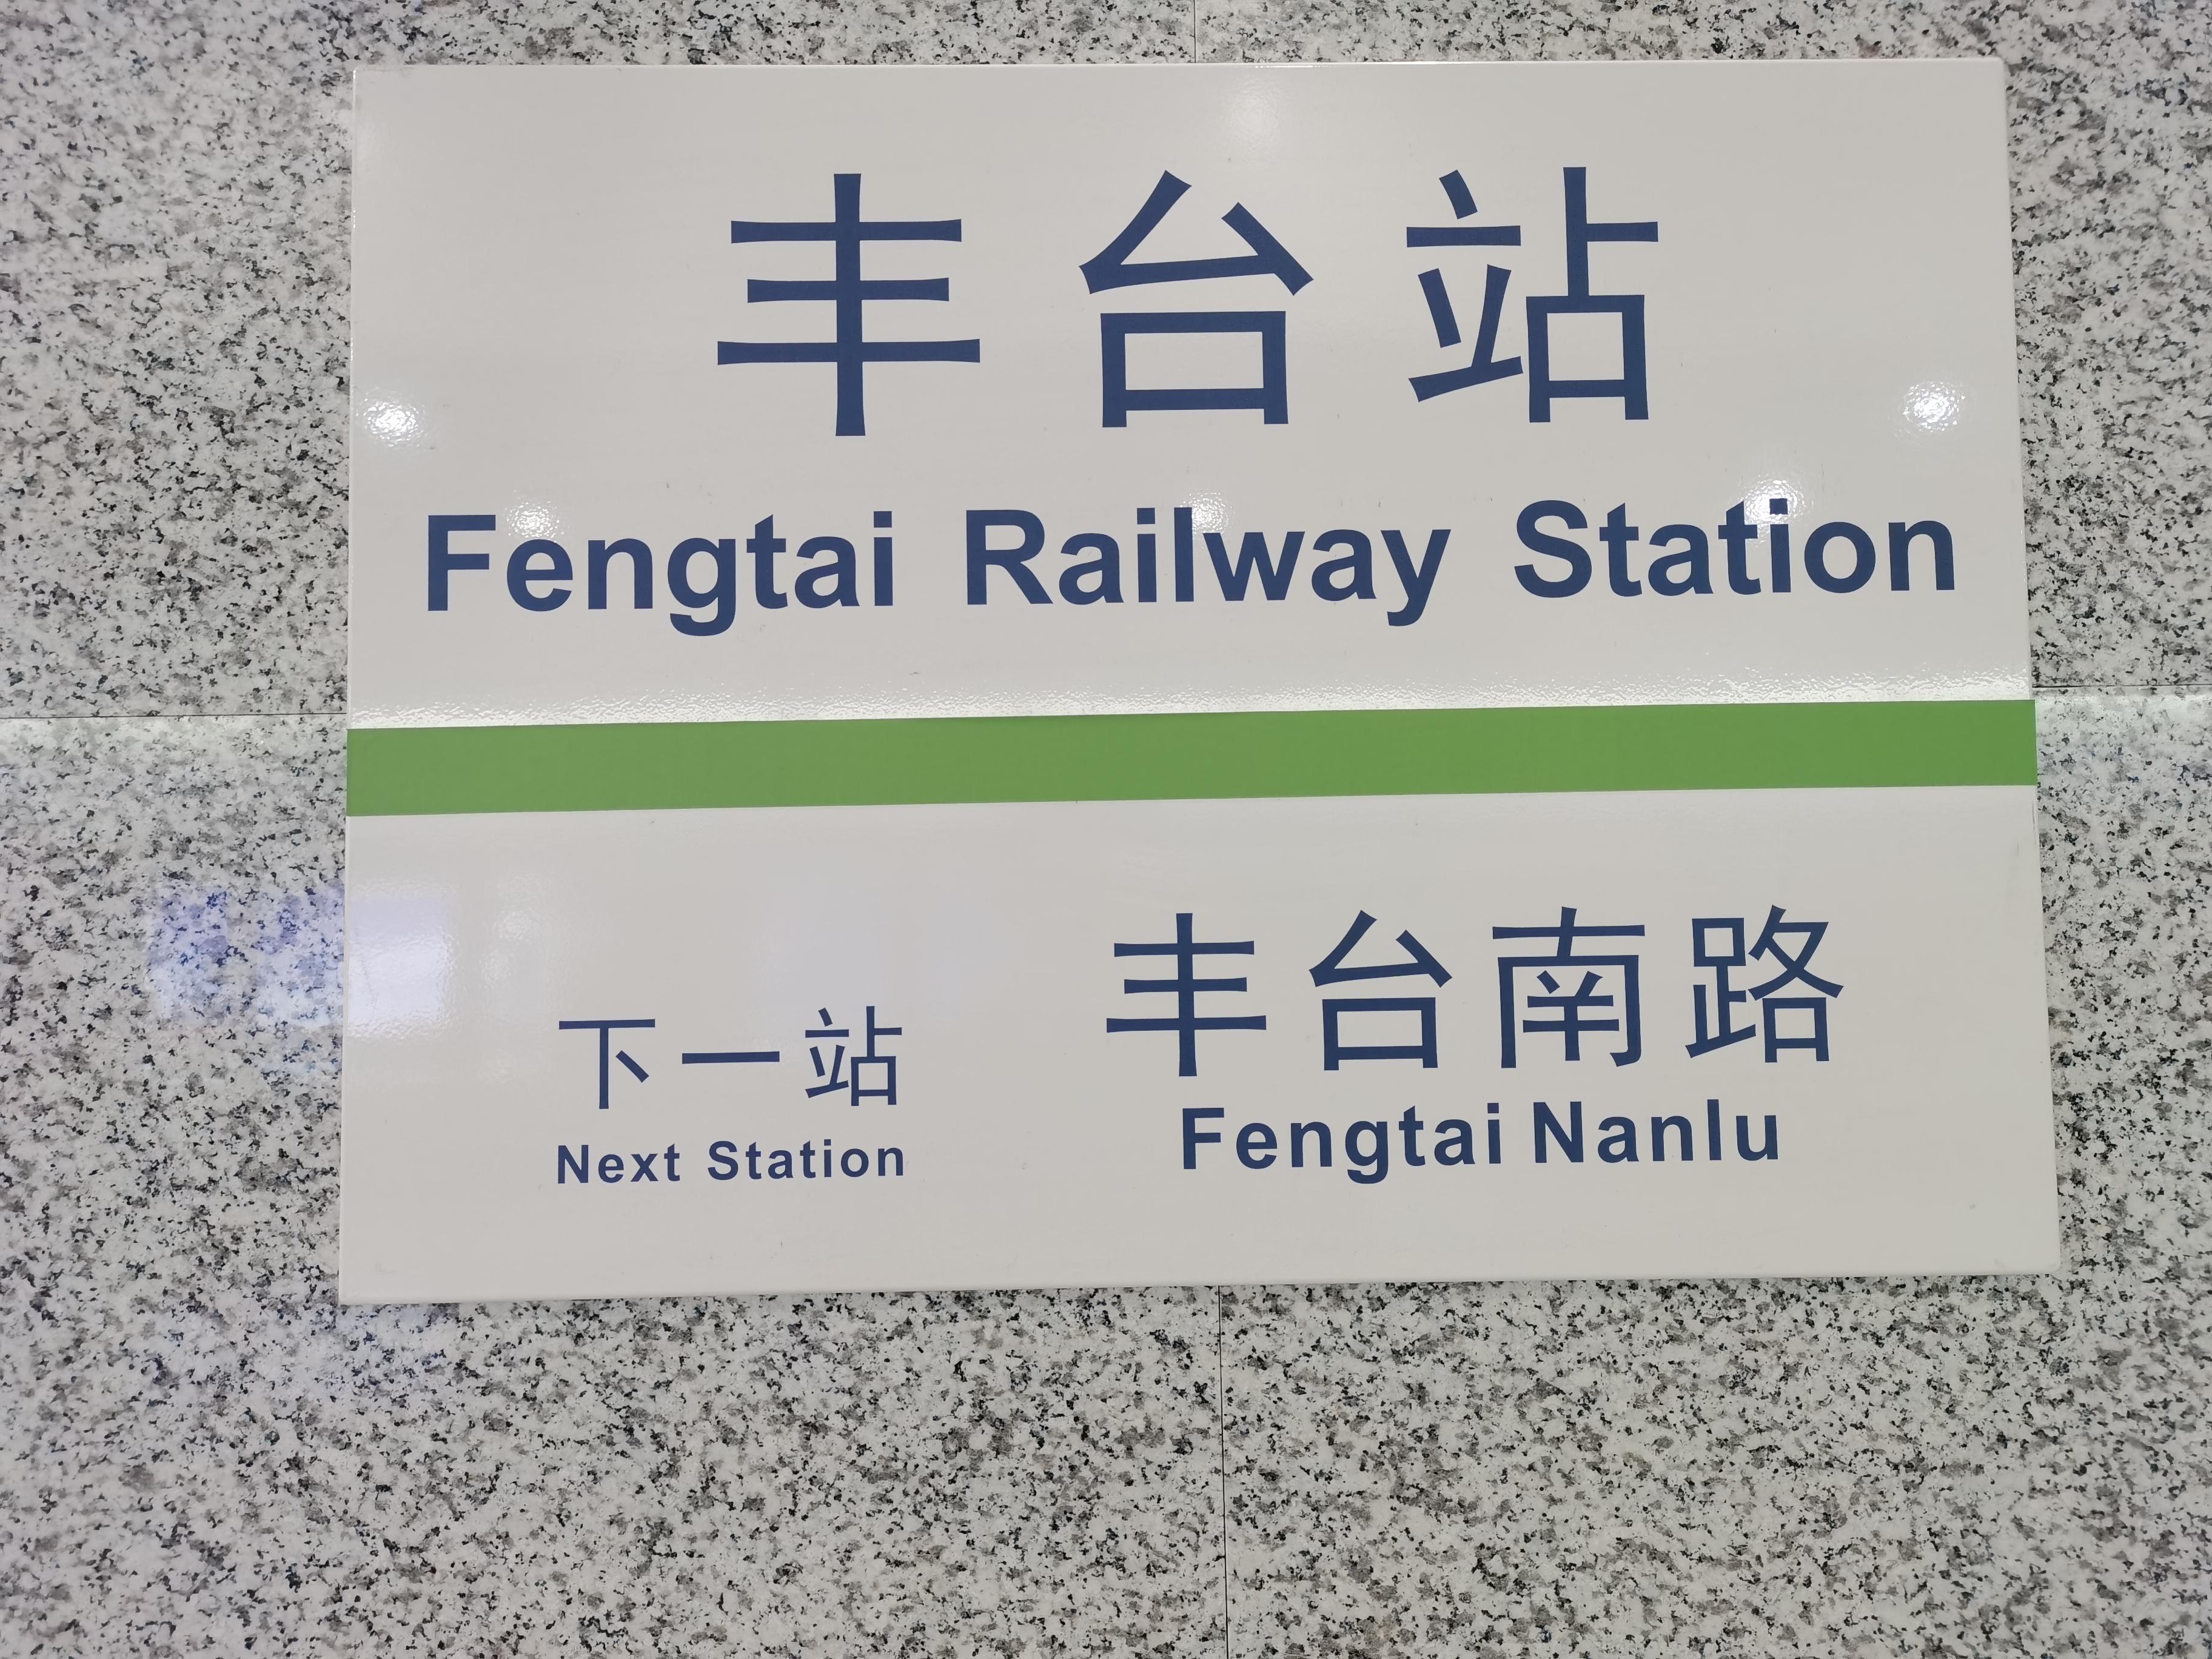 丰台站
Fengtai Railway Station
下一站
Next Station
丰台南路
Fengtai Nanlu